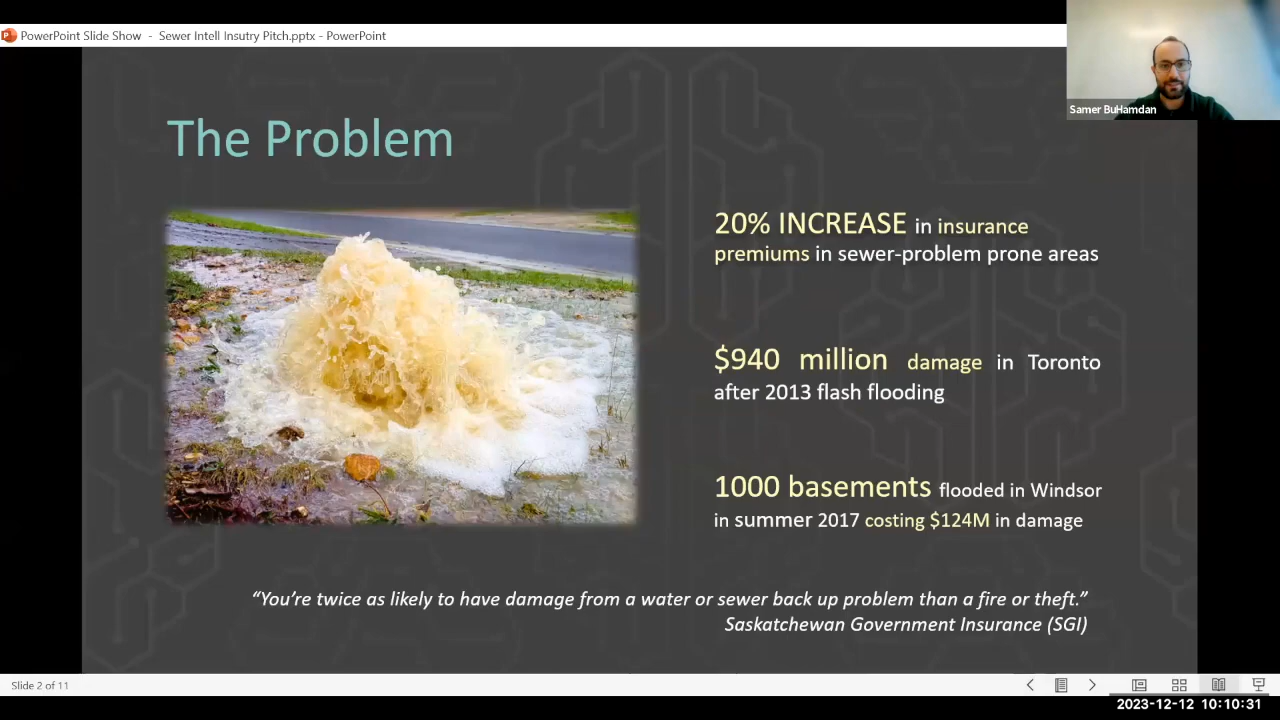 PowerPoint Slide Show - Sewer Intell Insutry Pitch.pptx - PowerPoint
Samer BuHamdan
The Problem
20% INCREASE in insurance
premiums in sewer-problem prone areas
$940 million damage in Toronto
after 2013 flash flooding
1000 basements flooded in Windsor
in summer 2017 costing $124M in damage
“You’re twice as likely to have damage from a water or sewer back up problem than a fire or theft.”
Saskatchewan Government Insurance (SGI)
Slide 2 of 11
2023-12-12 10:10:31